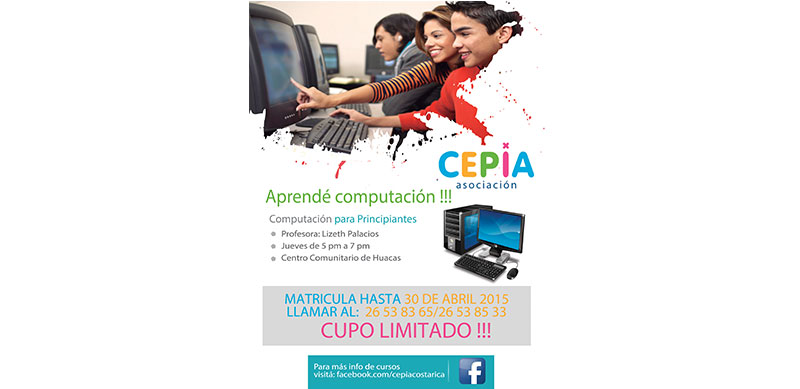 CEPIA
asociación
Aprendé computación !!!
Computación para Principiantes
Profesora: Lizeth Palacios
Jueves de 5 pm a 7 pm
Centro Comunitario de Huacas
MATRICULA HASTA 30 DE ABRIL 2015
LLAMAR AL: 26 53 83 65/26 53 85 33
CUPO LIMITADO !!!
Para más info de cursos
visitá: facebook.com/cepiacostarica
f